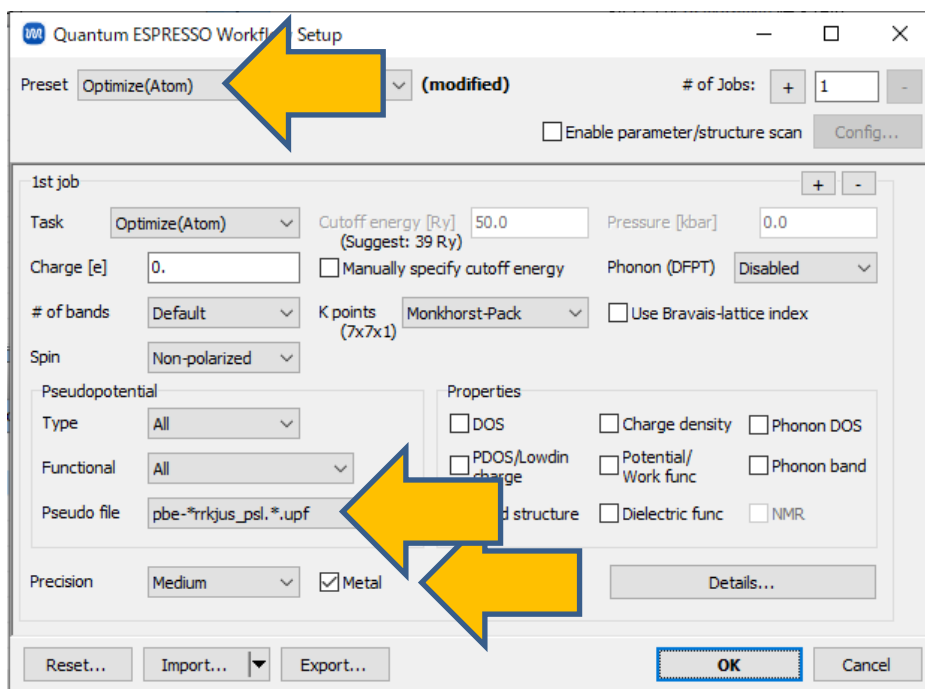 Quantum ESPRESSO Workfl Setup
Preset Optimize(Atom) (modified) # of Jobs: + 1 -
Enable parameter/structure scan Config...
1st job + -
Task Optimize(Atom) Cutoff energy [Ry] 50.0 Pressure [kbar] 0.0
(Suggest: 39 Ry)
Charge [e] 0. Manually specify cutoff energy Phonon (DFPT) Disabled
# of bands Default K points Monkhorst-Pack Use Bravais-lattice index
(7x7x1)
Spin Non-polarized
Pseudopotential Properties
Type All DOS Charge density Phonon DOS
Functional All PDOS/Lowdin charge Potential/ Work func Phonon band
Pseudo file pbe-*rrkjus_psl.*.upf d structure Dielectric func NMR
Precision Medium Metal Details...
Reset... Import... Export... OK Cancel